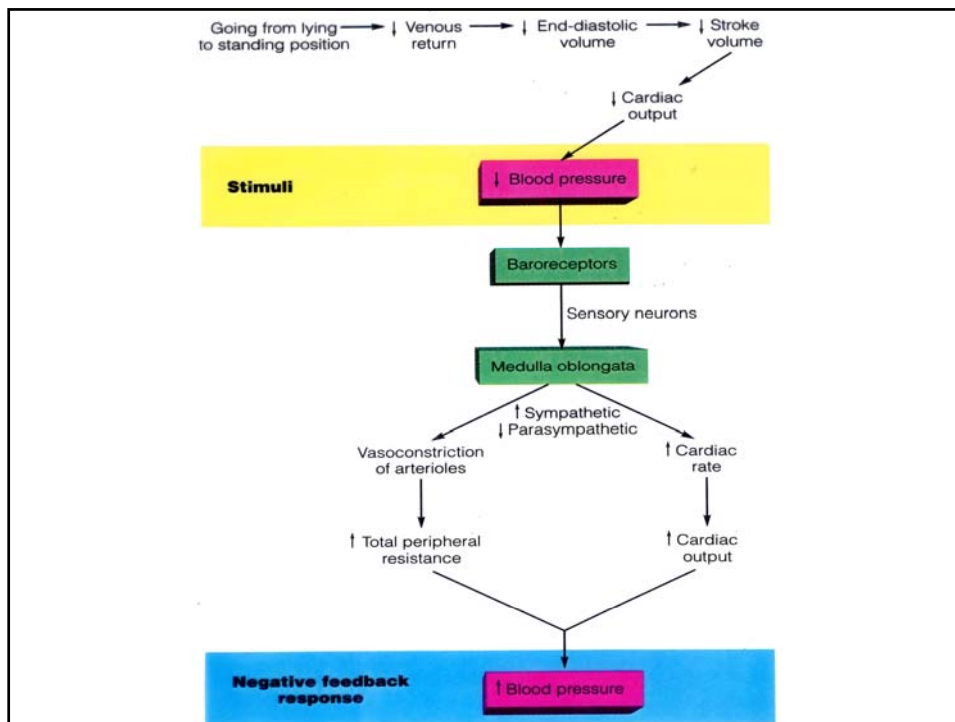 Going from lying
to standing position
↓ Venous
return
↓ End-diastolic
volume
↓ Stroke
volume
↓ Cardiac
output
Stimuli
↓ Blood pressure
Baroreceptors
Sensory neurons
Medulla oblongata
↑ Sympathetic
↓ Parasympathetic
Vasoconstriction
of arterioles
↑ Cardiac
rate
↑ Total peripheral
resistance
↑ Cardiac
output
Negative feedback
response
↑ Blood pressure